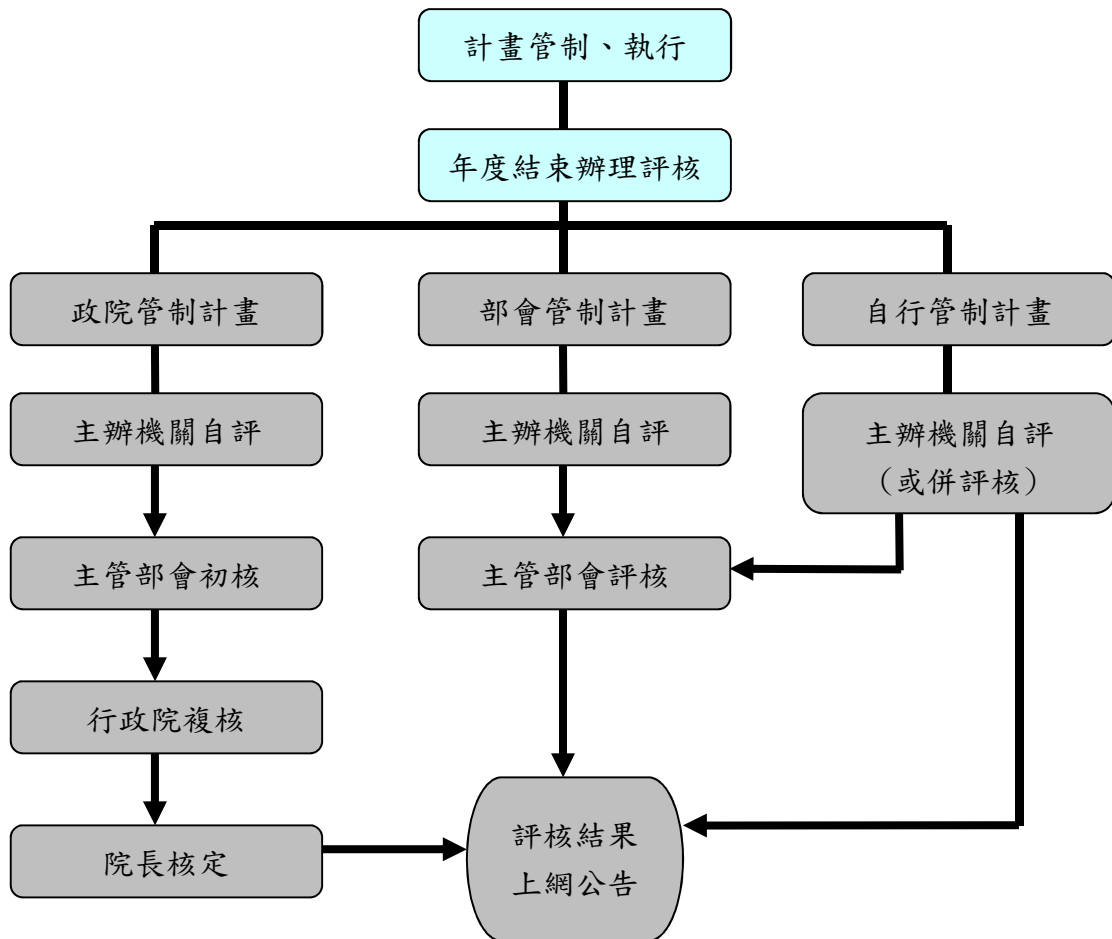 計畫管制、執行
年度結束辦理評核
政院管制計畫
部會管制計畫
自行管制計畫
主辦機關自評
主辦機關自評
主辦機關自評
（或併評核）
主管部會初核
主管部會評核
行政院複核
院長核定
評核結果
上網公告